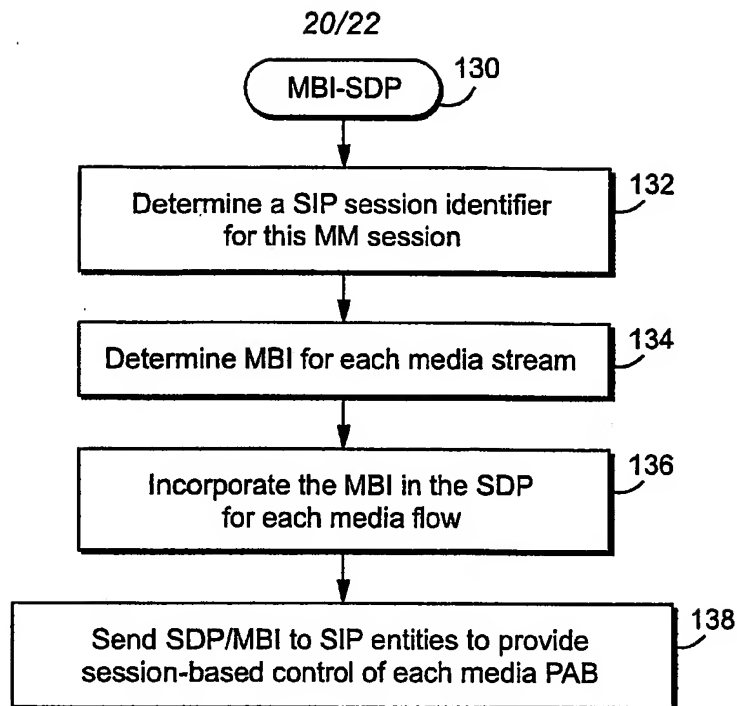 20/22
MBI-SDP
130
Determine a SIP session identifier
for this MM session
132
Determine MBI for each media stream
134
Incorporate the MBI in the SDP
for each media flow
136
Send SDP/MBI to SIP entities to provide
session-based control of each media PAB
138